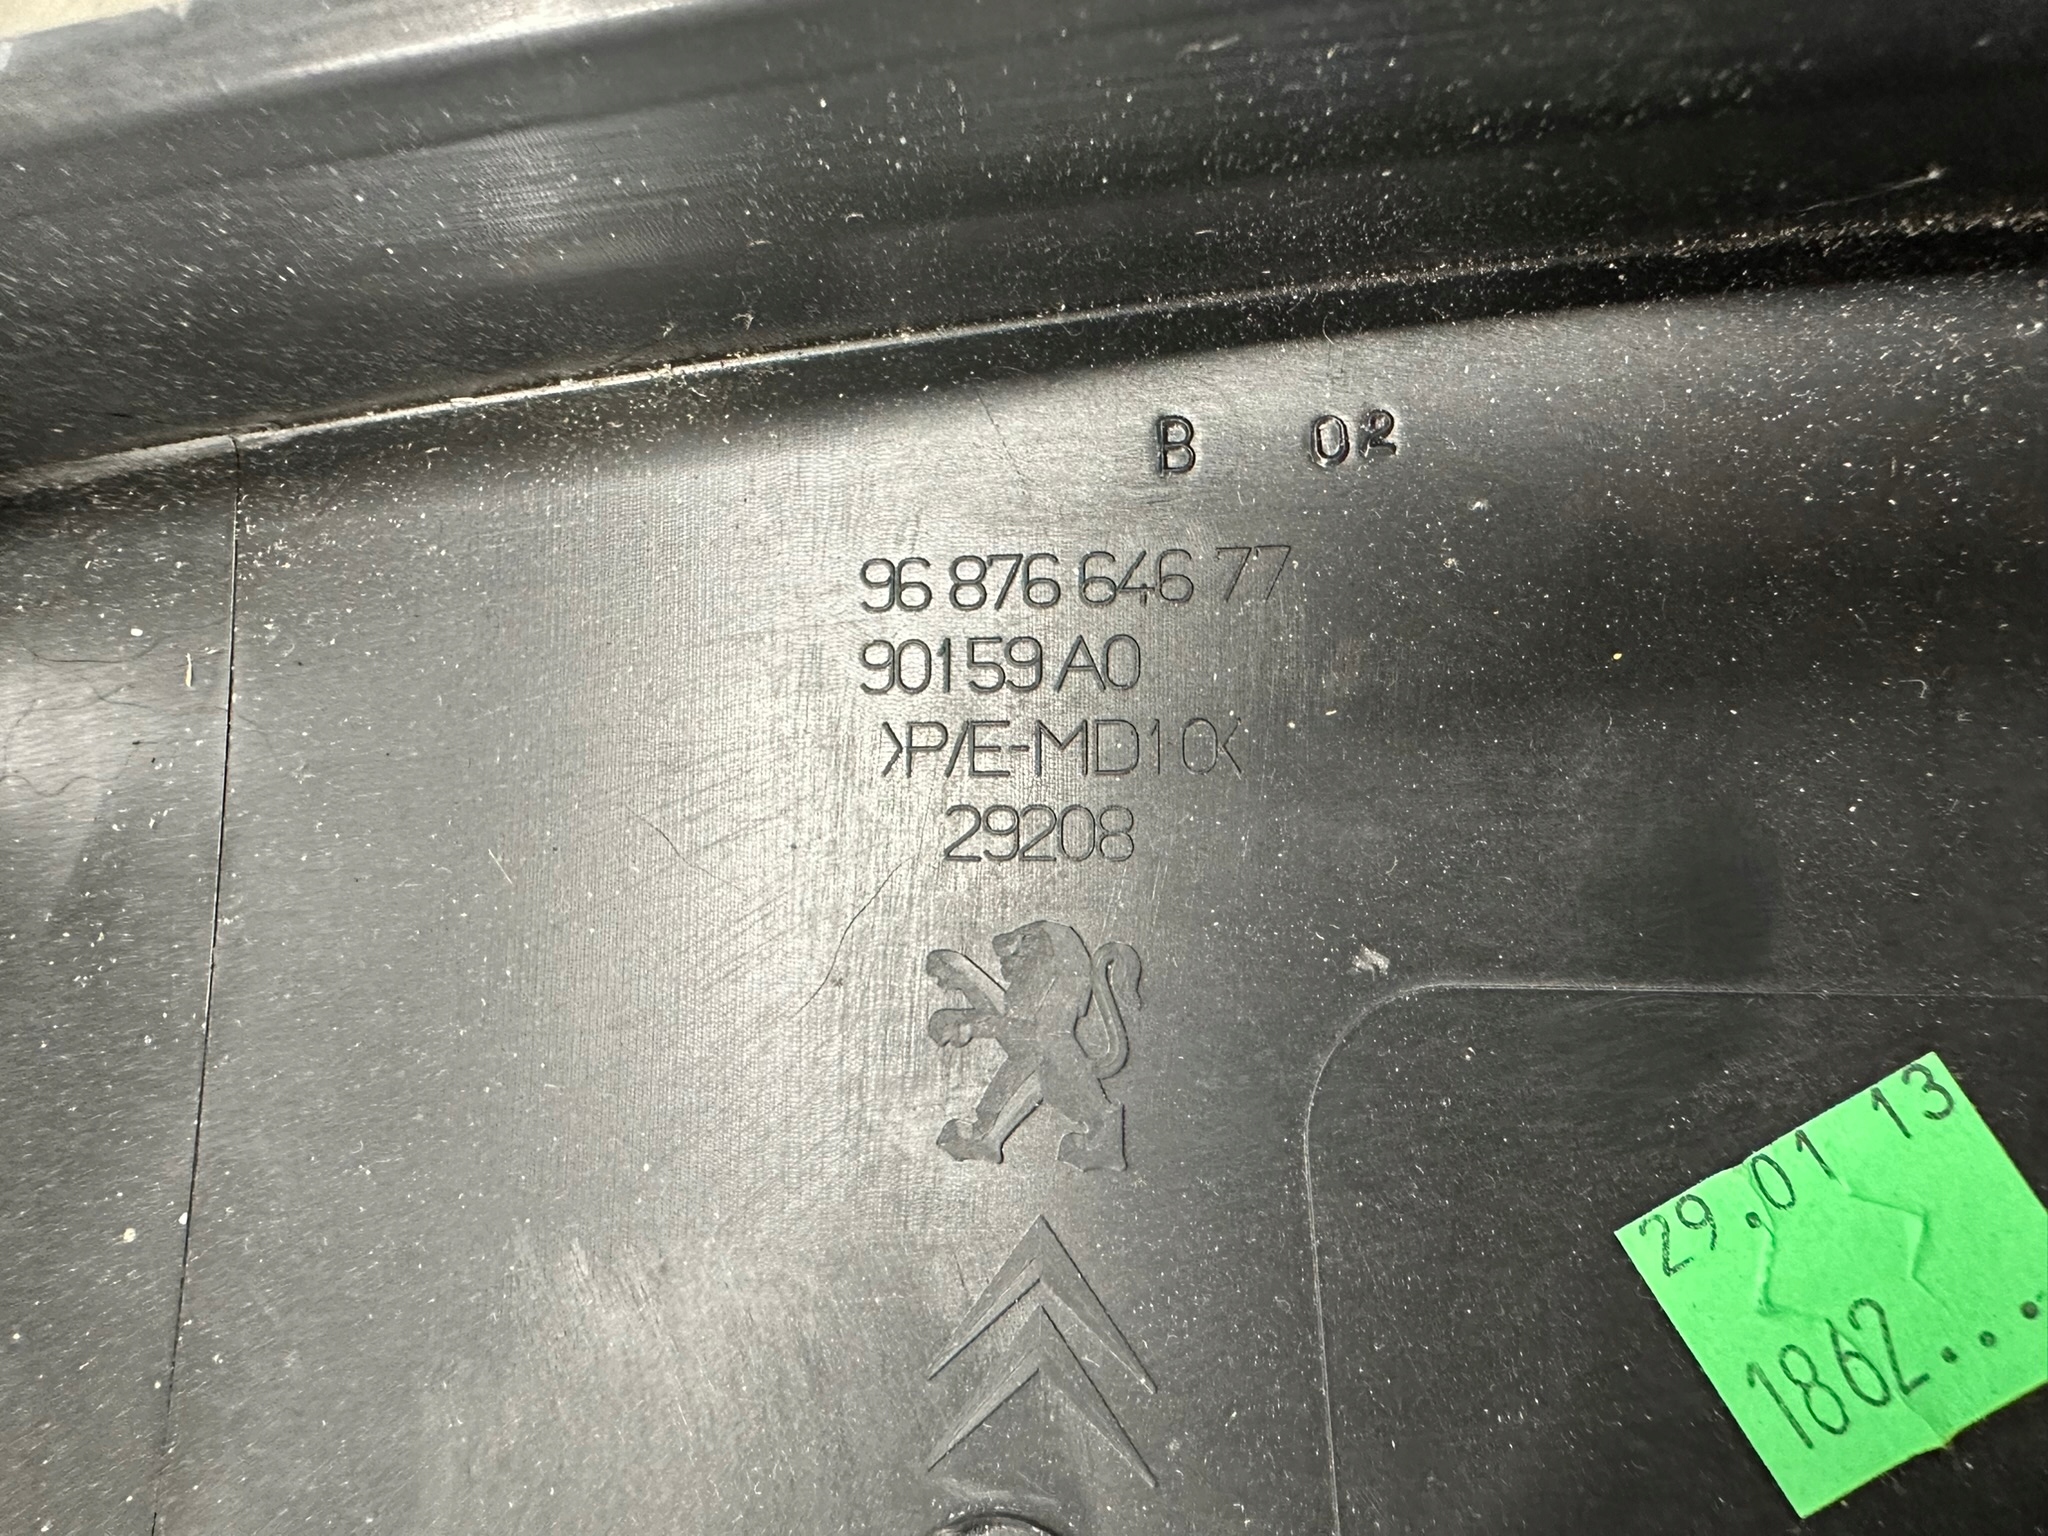 B 02
96 876 646 77
90159 A0
>P/E-MD10<
29208
29.01 13
1862...